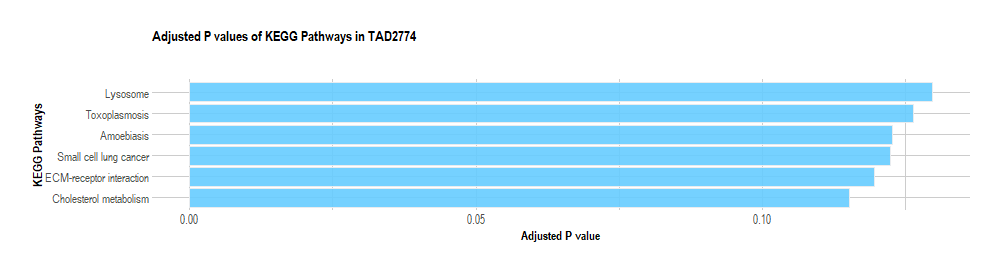 Adjusted P values of KEGG Pathways in TAD2774
KEGG Pathways
Lysosome
Toxoplasmosis
Amoebiasis
Small cell lung cancer
ECM-receptor interaction
Cholesterol metabolism
0.00 0.05 0.10
Adjusted P value